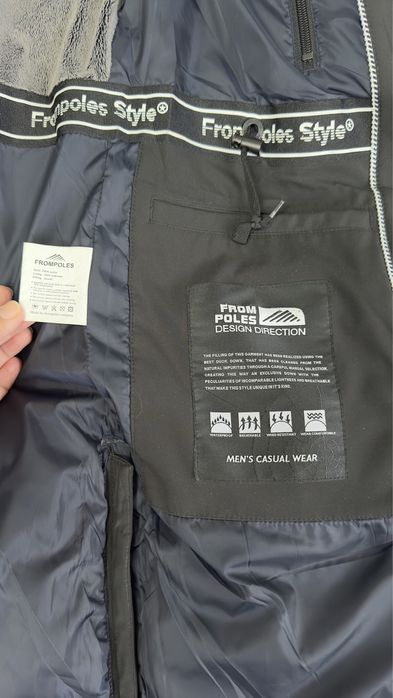 Frompoles Style®
Frompoles Style®
FROMPOLES
FROM
POLES
DESIGN DIRECTION
THE FILLING OF THIS GARMENT HAS BEEN REALIZED USING THE
BEST DUCK DOWN, THAT HAS BEEN CLEANED FROM THE
NATURAL IMPURITIES THROUGH A CAREFUL MANUAL SELECTION.
CREATING THIS WAY AN EXCLUSIVE DOWN WITH THE
PECULIARITIES OF INCOMPARABLE LIGHTNESS AND BREATHABLE
THAT MAKE THIS STYLE UNIQUE IN IT'S KIND.
WATERPROOF BREATHABLE WIND RESISTANT WEAR COMFORTABLE
MEN'S CASUAL WEAR